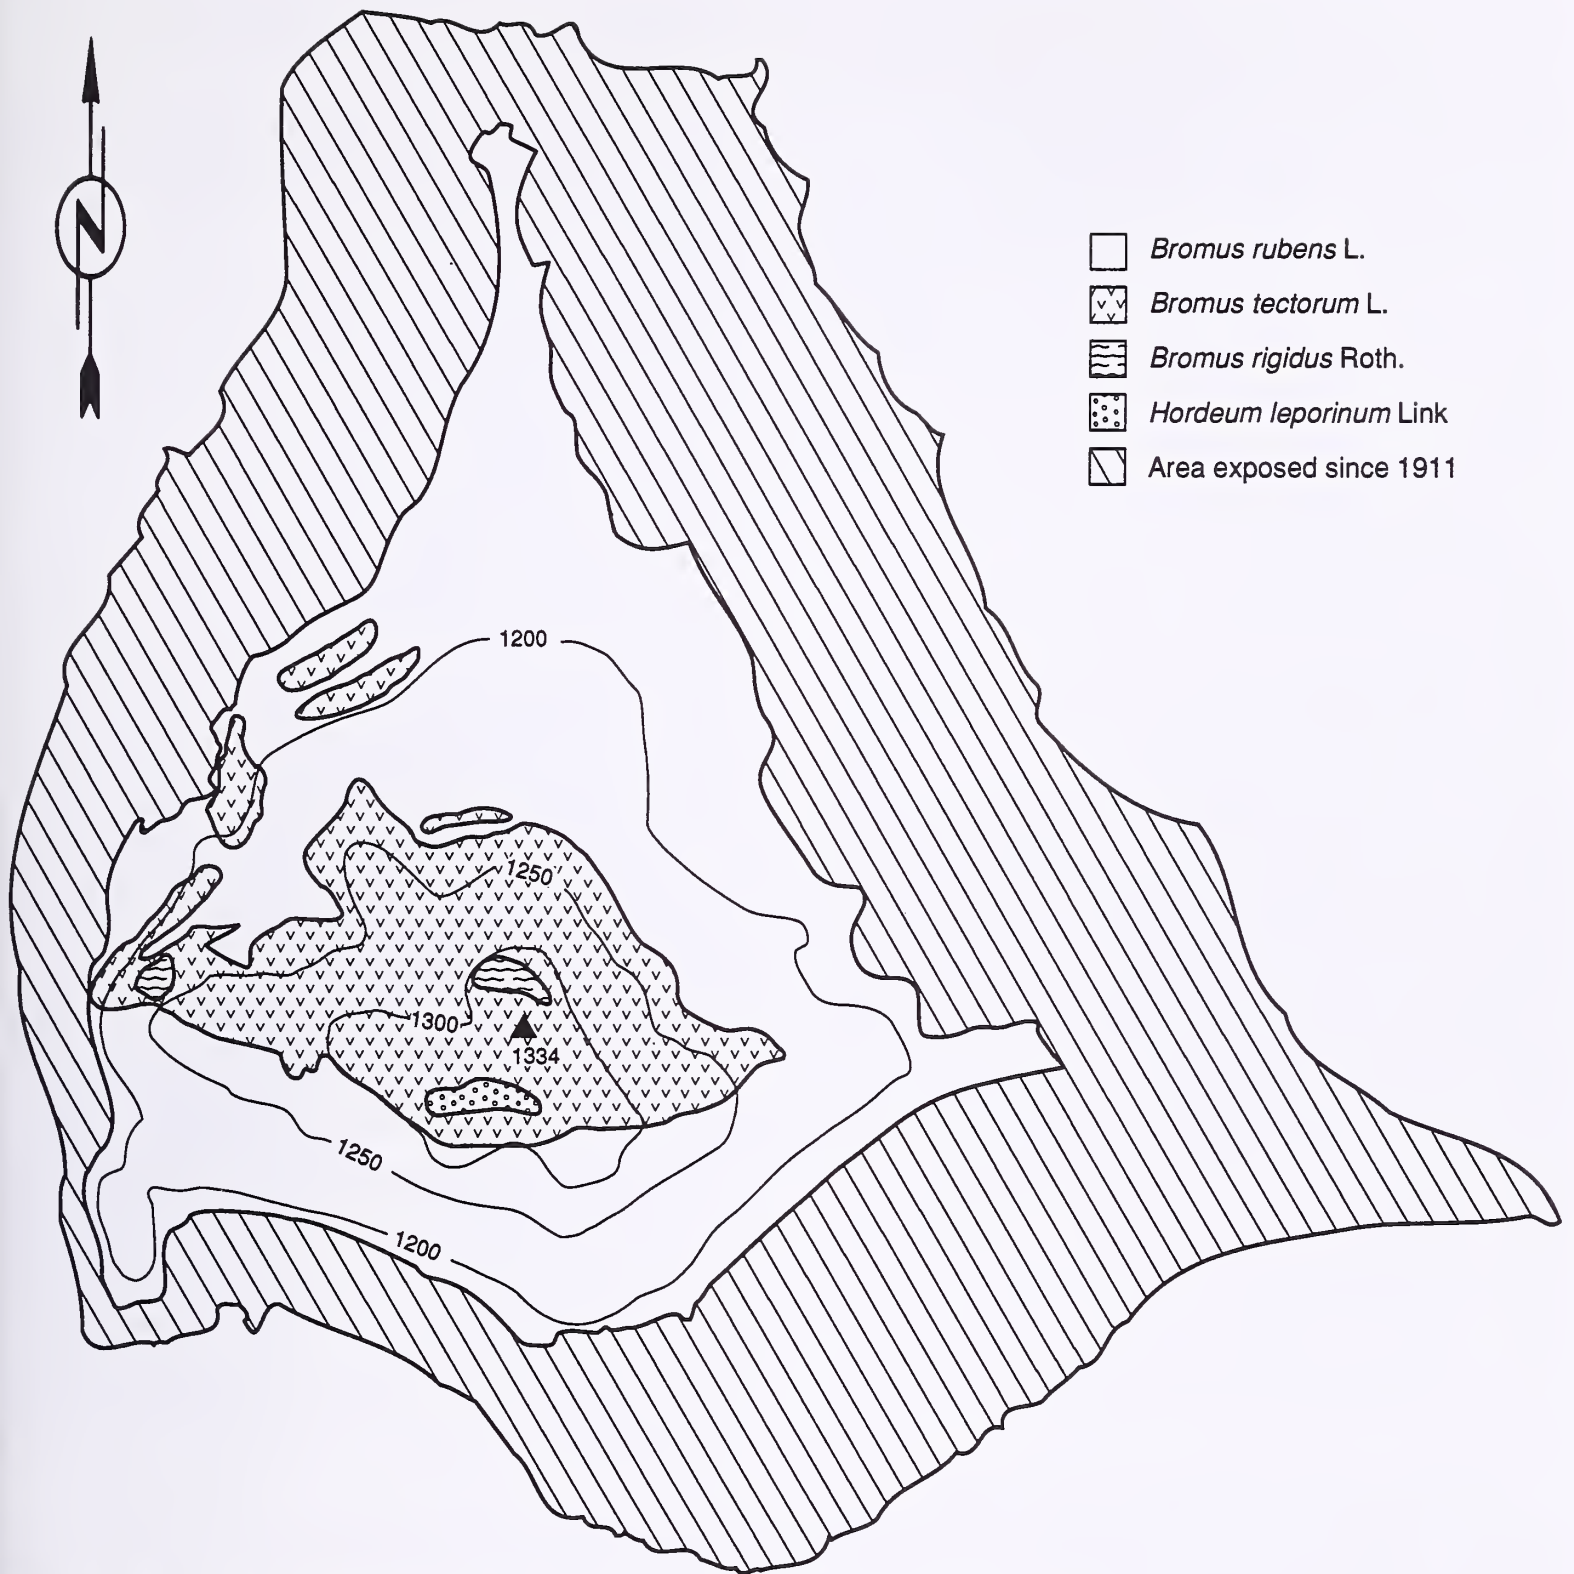 N
Bromus rubens L.
Bromus tectorum L.
Bromus rigidus Roth.
Hordeum leporinum Link
Area exposed since 1911
1200
1250
1300
1334
1250
1200